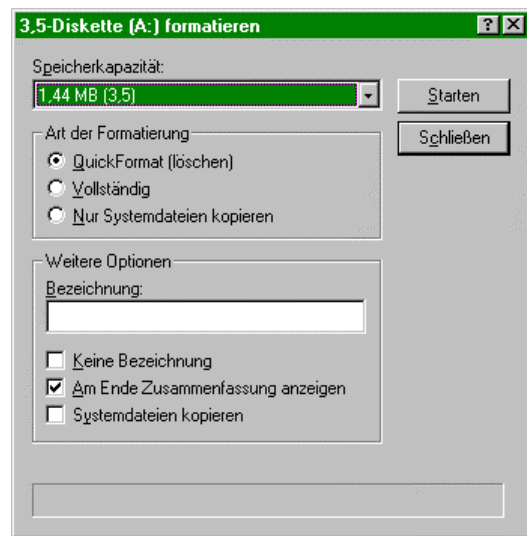 3,5-Diskette (A:) formatieren
Speicherkapazität:
1,44 MB (3,5)
Starten
Schließen
Art der Formatierung
QuickFormat (löschen)
Vollständig
Nur Systemdateien kopieren
Weitere Optionen
Bezeichnung:
Keine Bezeichnung
Am Ende Zusammenfassung anzeigen
Systemdateien kopieren